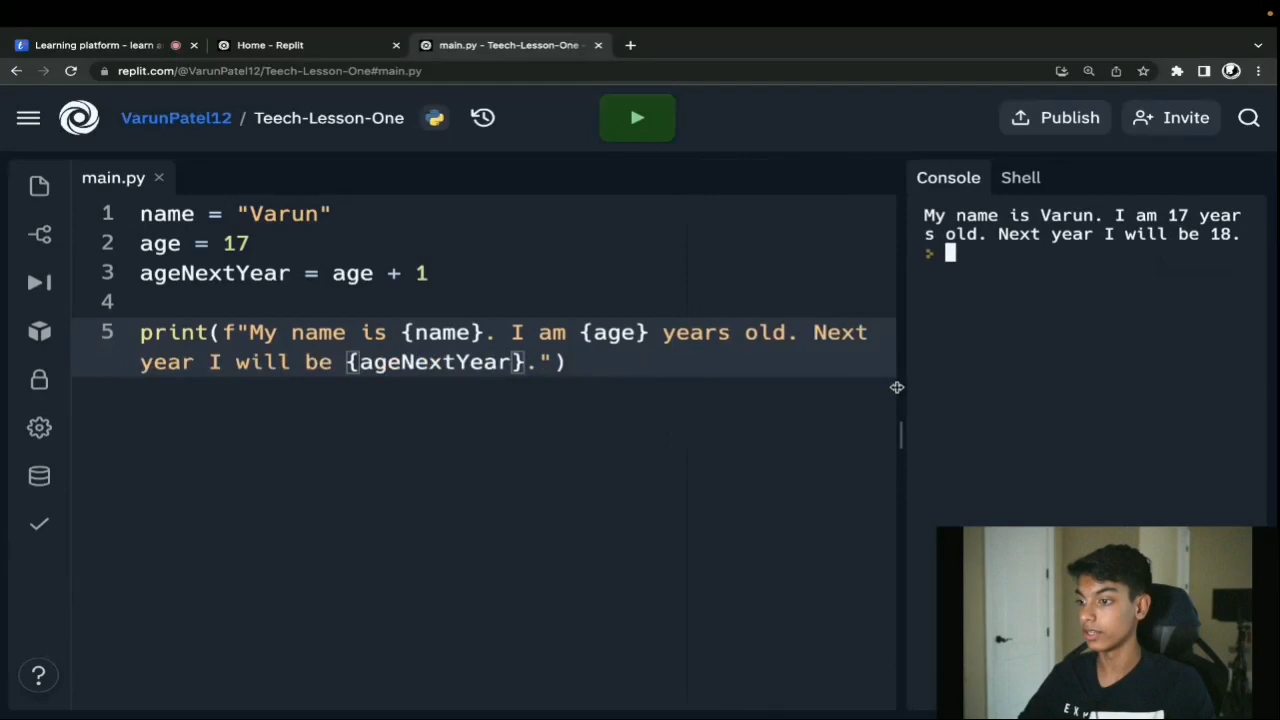 Learning platform - learn a
Home - Replit
main.py - Teech-Lesson-One -
replit.com/@VarunPatel12/Teech-Lesson-One#main.py
VarunPatel12 / Teech-Lesson-One
Publish
Invite
main.py
1 name = "Varun"
2 age = 17
3 ageNextYear = age + 1
4
5 print(f"My name is {name}. I am {age} years old. Next
year I will be {ageNextYear}.")
Console
Shell
My name is Varun. I am 17 year
s old. Next year I will be 18.
>
?